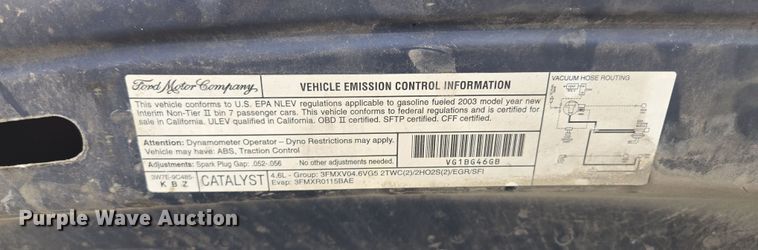 Ford Motor Company
VEHICLE EMISSION CONTROL INFORMATION
This vehicle conforms to U.S. EPA NLEV regulations applicable to gasoline fueled 2003 model year new
Interim Non-Tier II bin 7 passenger cars. This vehicle conforms to federal regulations and is certified for
sale in California. ULEV qualified in California. OBD II certified. SFTP certified. CFF certified.
Attention: Dynamometer Operator – Dyno Restrictions may apply.
Vehicle may have: ABS, Traction Control
VG1BG46GB
Adjustments: Spark Plug Gap: .052-.056
No other adjustments needed.
3W7E-9C485-
K B Z
CATALYST
4.6L - Group: 3FMXV04.6VG5 2TWC(2)/2HO2S(2)/EGR/SFI
Evap: 3FMXR0115BAE
VACUUM HOSE ROUTING
Purple Wave Auction
Purple Wave Auction